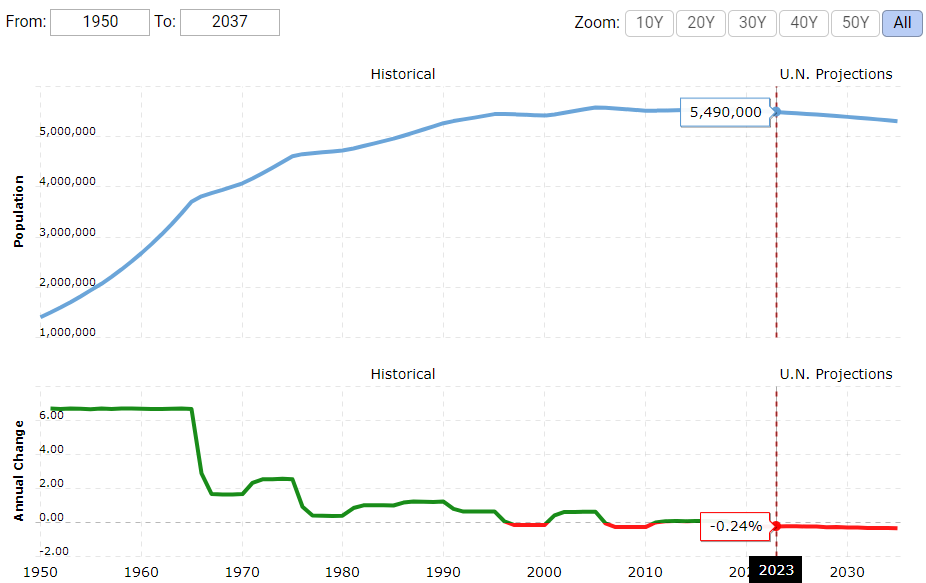 From: 1950 To: 2037 Zoom: 10Y 20Y 30Y 40Y 50Y All
Historical U.N. Projections
Population
5,000,000
4,000,000
3,000,000
2,000,000
1,000,000
5,490,000
Historical U.N. Projections
Annual Change
6.00
4.00
2.00
0.00
-2.00
-0.24%
1950 1960 1970 1980 1990 2000 2010 2023 2030